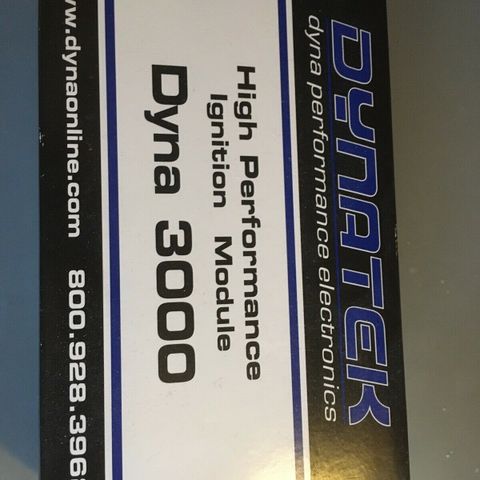 DYNATEK
dyna performance electronics
High Performance
Ignition Module
Dyna 3000
www.dynaonline.com 800.928.396